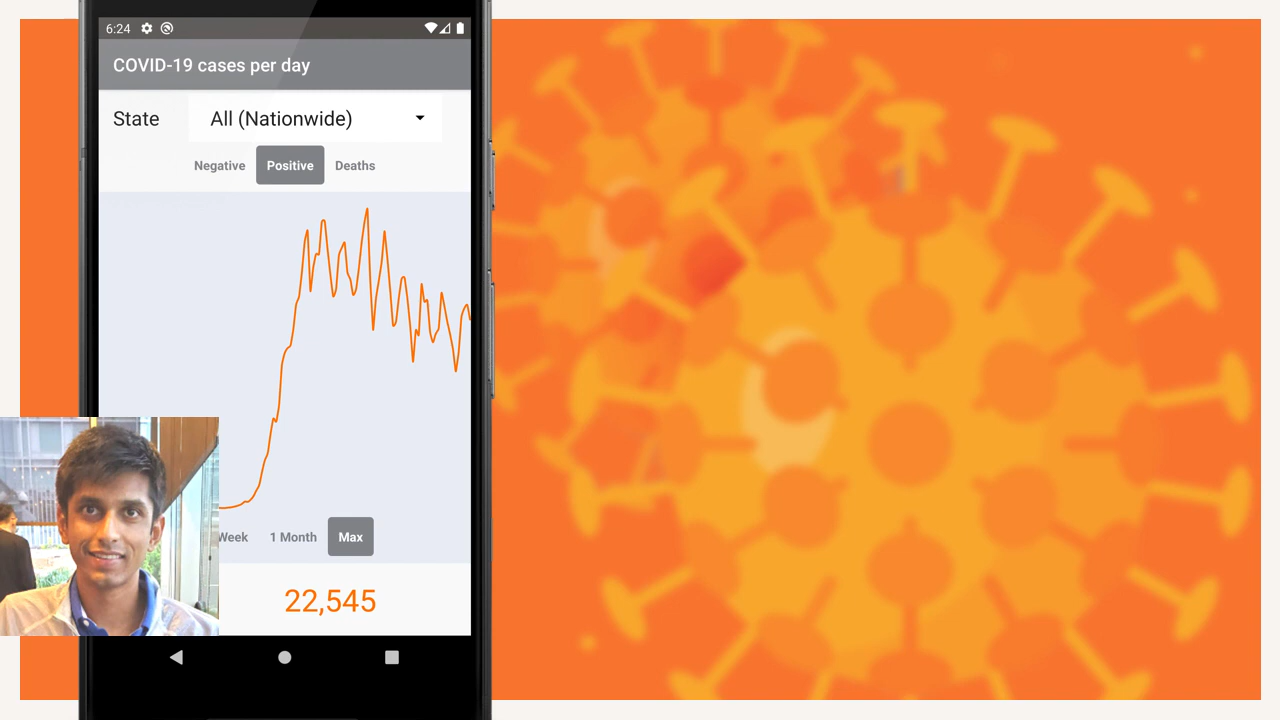 6:24
COVID-19 cases per day
State All (Nationwide)
Negative Positive Deaths
Week 1 Month Max
22,545